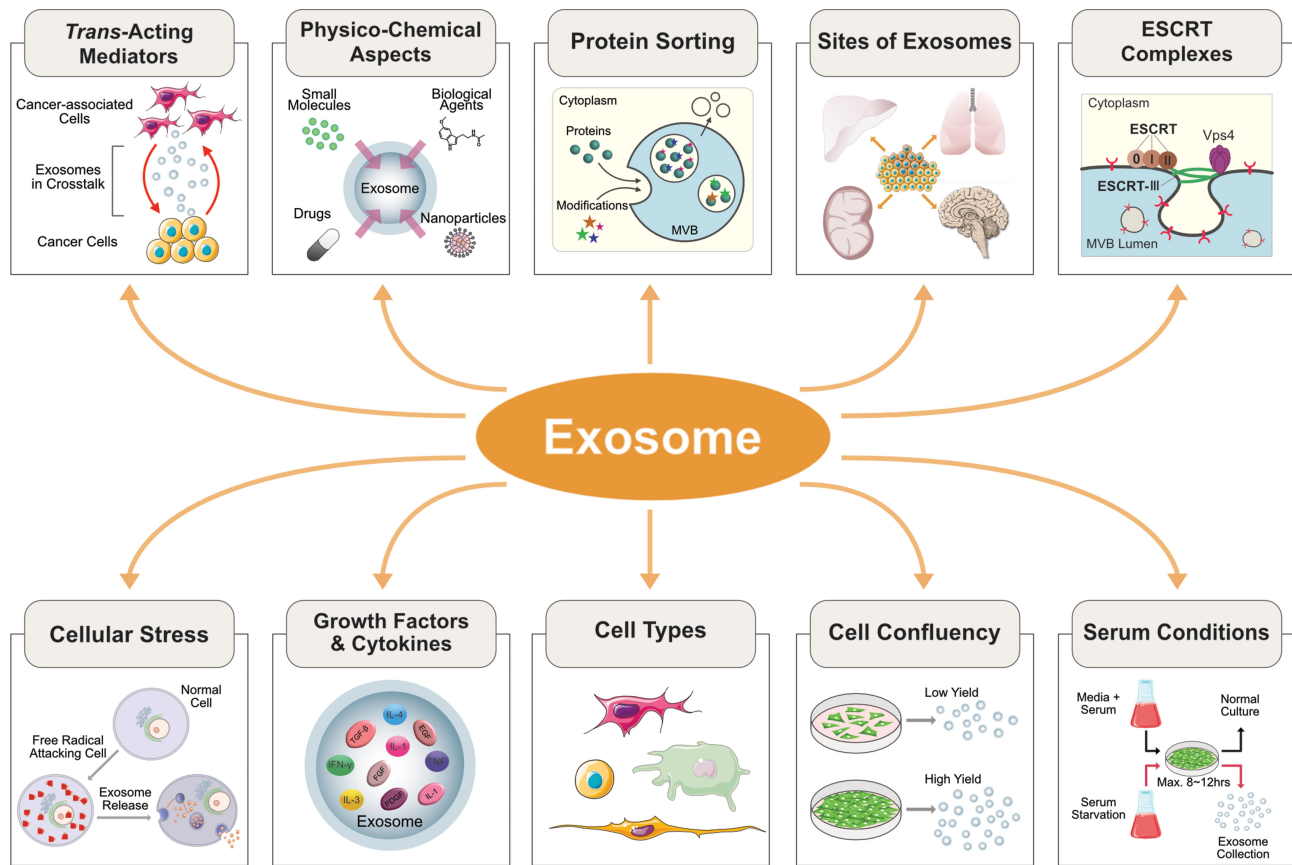 Trans-Acting
Mediators
Cancer-associated
Cells
Exosomes
in Crosstalk
Cancer Cells
Physico-Chemical
Aspects
Small
Molecules
Biological
Agents
Exosome
Drugs
Nanoparticles
Protein Sorting
Cytoplasm
Proteins
Modifications
MVB
Sites of Exosomes
ESCRT
Complexes
Cytoplasm
ESCRT
Vps4
0 I II
ESCRT-III
MVB Lumen
Exosome
Cellular Stress
Normal
Cell
Free Radical
Attacking Cell
Exosome
Release
Growth Factors
& Cytokines
IL-4
TGF-β
EGF
IL-1
IFN-γ
FGF
TNF
IL-3
PDGF
IL-1
Exosome
Cell Types
Cell Confluency
Low Yield
High Yield
Serum Conditions
Media +
Serum
Normal
Culture
Max. 8~12hrs
Serum
Starvation
Exosome
Collection